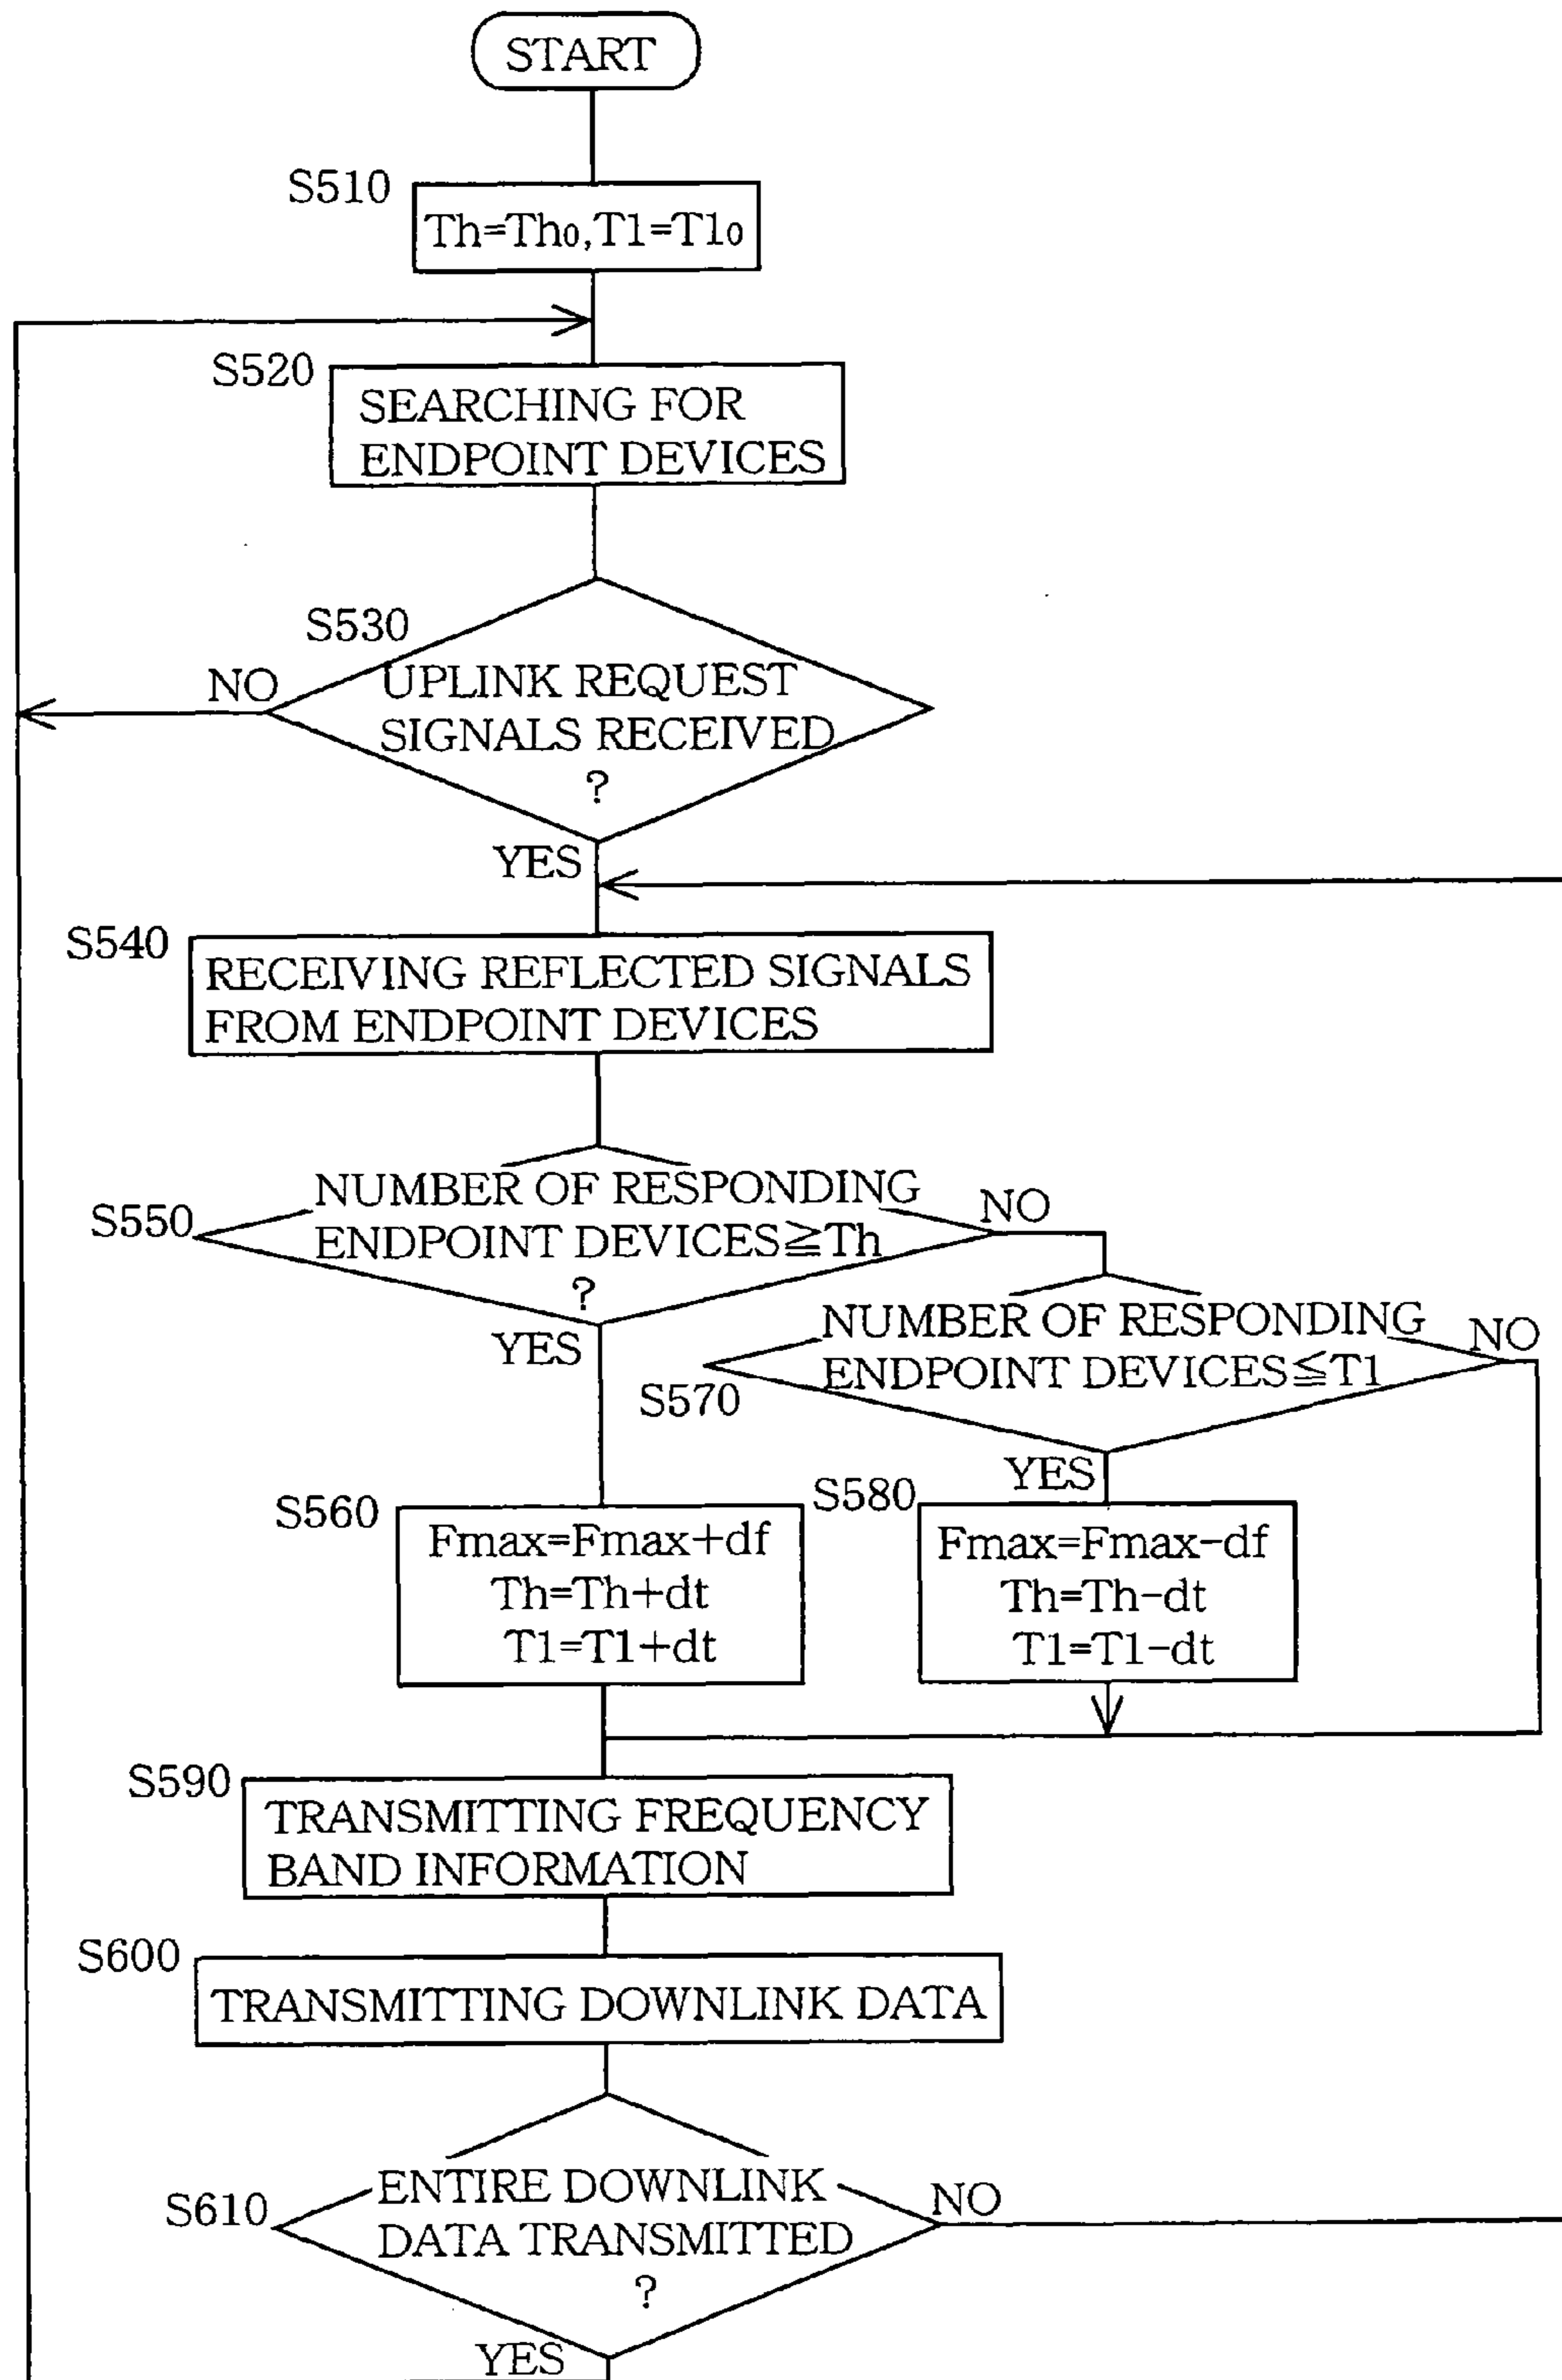 START
S510
Th=Th₀,T1=T1₀
S520
SEARCHING FOR
ENDPOINT DEVICES
S530
NO
UPLINK REQUEST
SIGNALS RECEIVED
?
YES
S540
RECEIVING REFLECTED SIGNALS
FROM ENDPOINT DEVICES
S550
NUMBER OF RESPONDING
ENDPOINT DEVICES≧Th
?
NO
YES
S570
NUMBER OF RESPONDING
ENDPOINT DEVICES≦T1
NO
YES
S560
Fmax=Fmax+df
Th=Th+dt
T1=T1+dt
S580
Fmax=Fmax-df
Th=Th-dt
T1=T1-dt
S590
TRANSMITTING FREQUENCY
BAND INFORMATION
S600
TRANSMITTING DOWNLINK DATA
S610
ENTIRE DOWNLINK
DATA TRANSMITTED
?
NO
YES